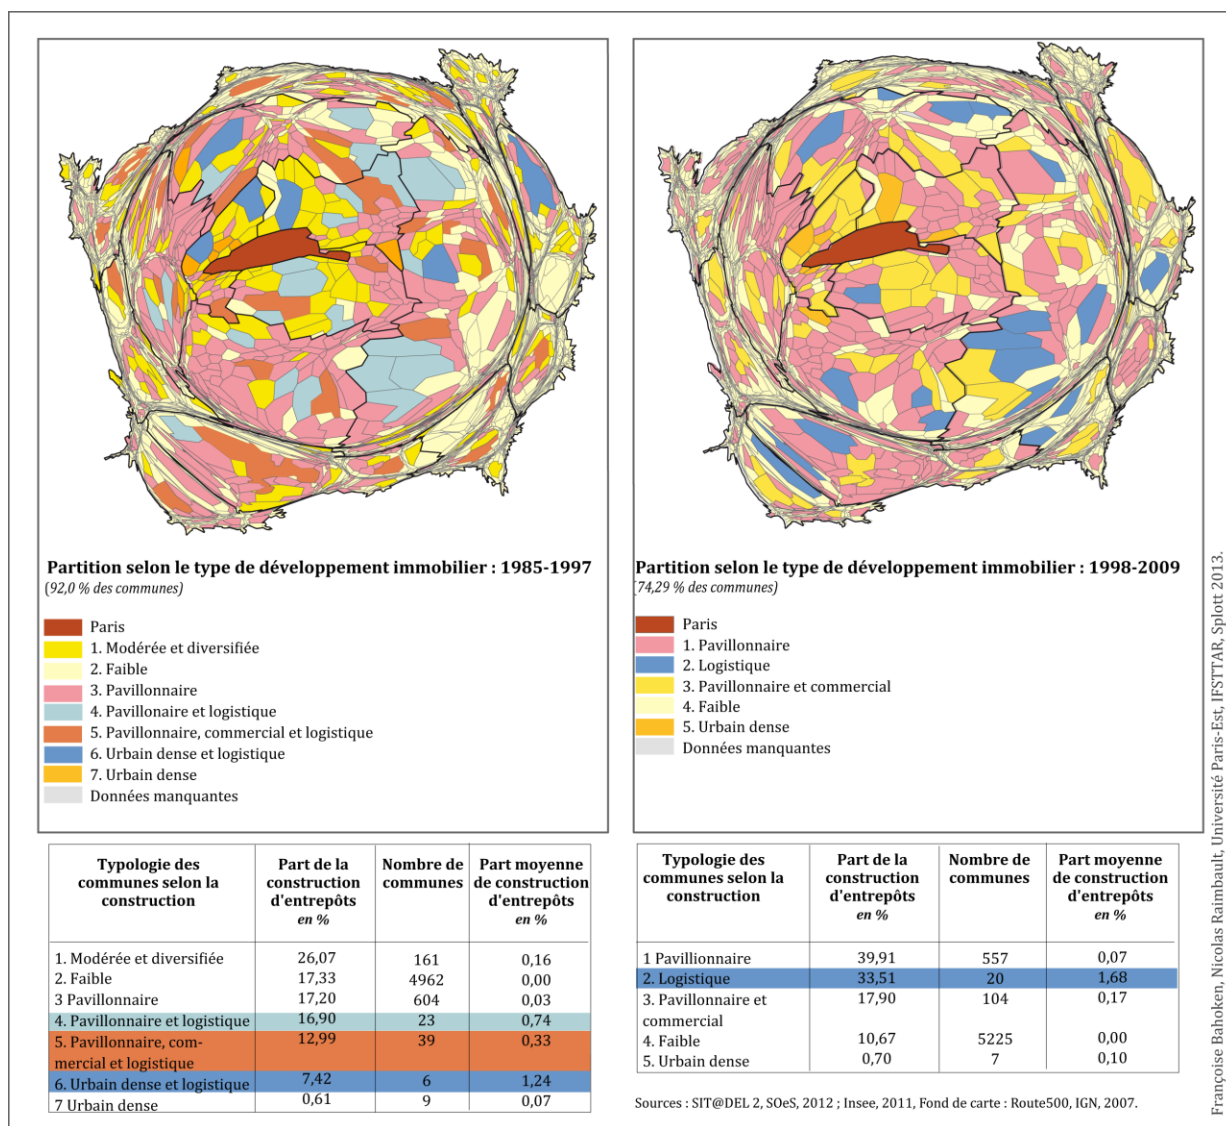 Partition selon le type de développement immobilier : 1985-1997
(92,0 % des communes)
Paris
1. Modérée et diversifiée
2. Faible
3. Pavillonnaire
4. Pavillonaire et logistique
5. Pavillonnaire, commercial et logistique
6. Urbain dense et logistique
7. Urbain dense
Données manquantes
Partition selon le type de développement immobilier : 1998-2009
(74,29 % des communes)
Paris
1. Pavillonnaire
2. Logistique
3. Pavillonnaire et commercial
4. Faible
5. Urbain dense
Données manquantes
Typologie des communes selon la construction | Part de la construction d'entrepôts en % | Nombre de communes | Part moyenne de construction d'entrepôts en %
1. Modérée et diversifiée 26,07 161 0,16
2. Faible 17,33 4962 0,00
3 Pavillonnaire 17,20 604 0,03
4. Pavillonnaire et logistique 16,90 23 0,74
5. Pavillonnaire, com- 12,99 39 0,33
mercial et logistique
6. Urbain dense et logistique 7,42 6 1,24
7 Urbain dense 0,61 9 0,07
Typologie des communes selon la construction | Part de la construction d'entrepôts en % | Nombre de communes | Part moyenne de construction d'entrepôts en %
1 Pavillionnaire 39,91 557 0,07
2. Logistique 33,51 20 1,68
3. Pavillonnaire et 17,90 104 0,17
commercial
4. Faible 10,67 5225 0,00
5. Urbain dense 0,70 7 0,10
Sources : SIT@DEL 2, SOeS, 2012 ; Insee, 2011, Fond de carte : Route500, IGN, 2007.
Françoise Bahoken, Nicolas Raimbault, Université Paris-Est, IFSTTAR, Splott 2013.